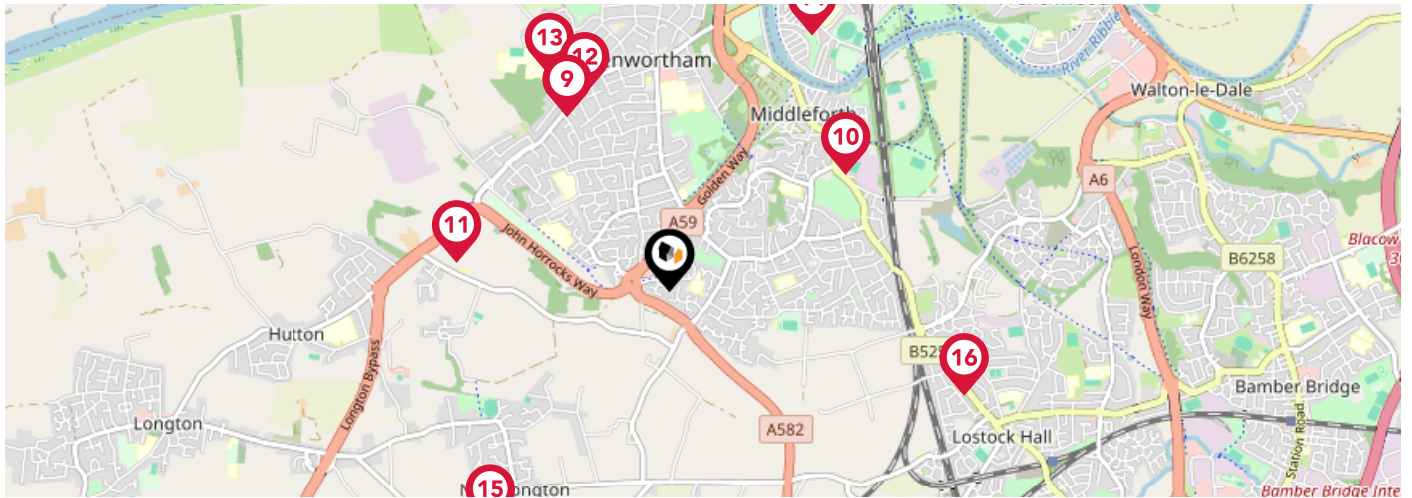 13
12
9
enwortham
River Ribble
Walton-le-Dale
Middleforth
10
Golden Way
A6
11
A59
John Horrocks Way
London Way
B6258
Blacow
Hutton
Longton Bypass
B52
16
Bamber Bridge
Longton
A582
Lostock Hall
Station Road
15
ongton
Bamber Bridge Inte